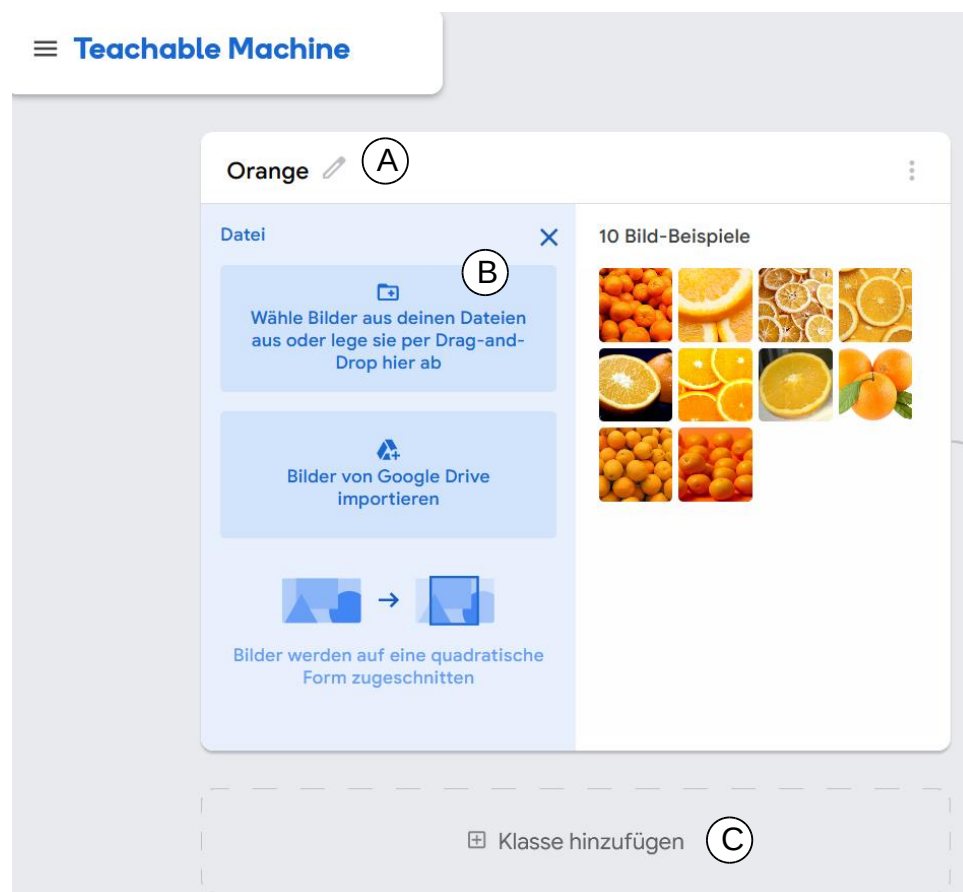 Teachable Machine
Orange
A
Datei
10 Bild-Beispiele
B
Wähle Bilder aus deinen Dateien
aus oder lege sie per Drag-and-
Drop hier ab
Bilder von Google Drive
importieren
Bilder werden auf eine quadratische
Form zugeschnitten
Klasse hinzufügen
C